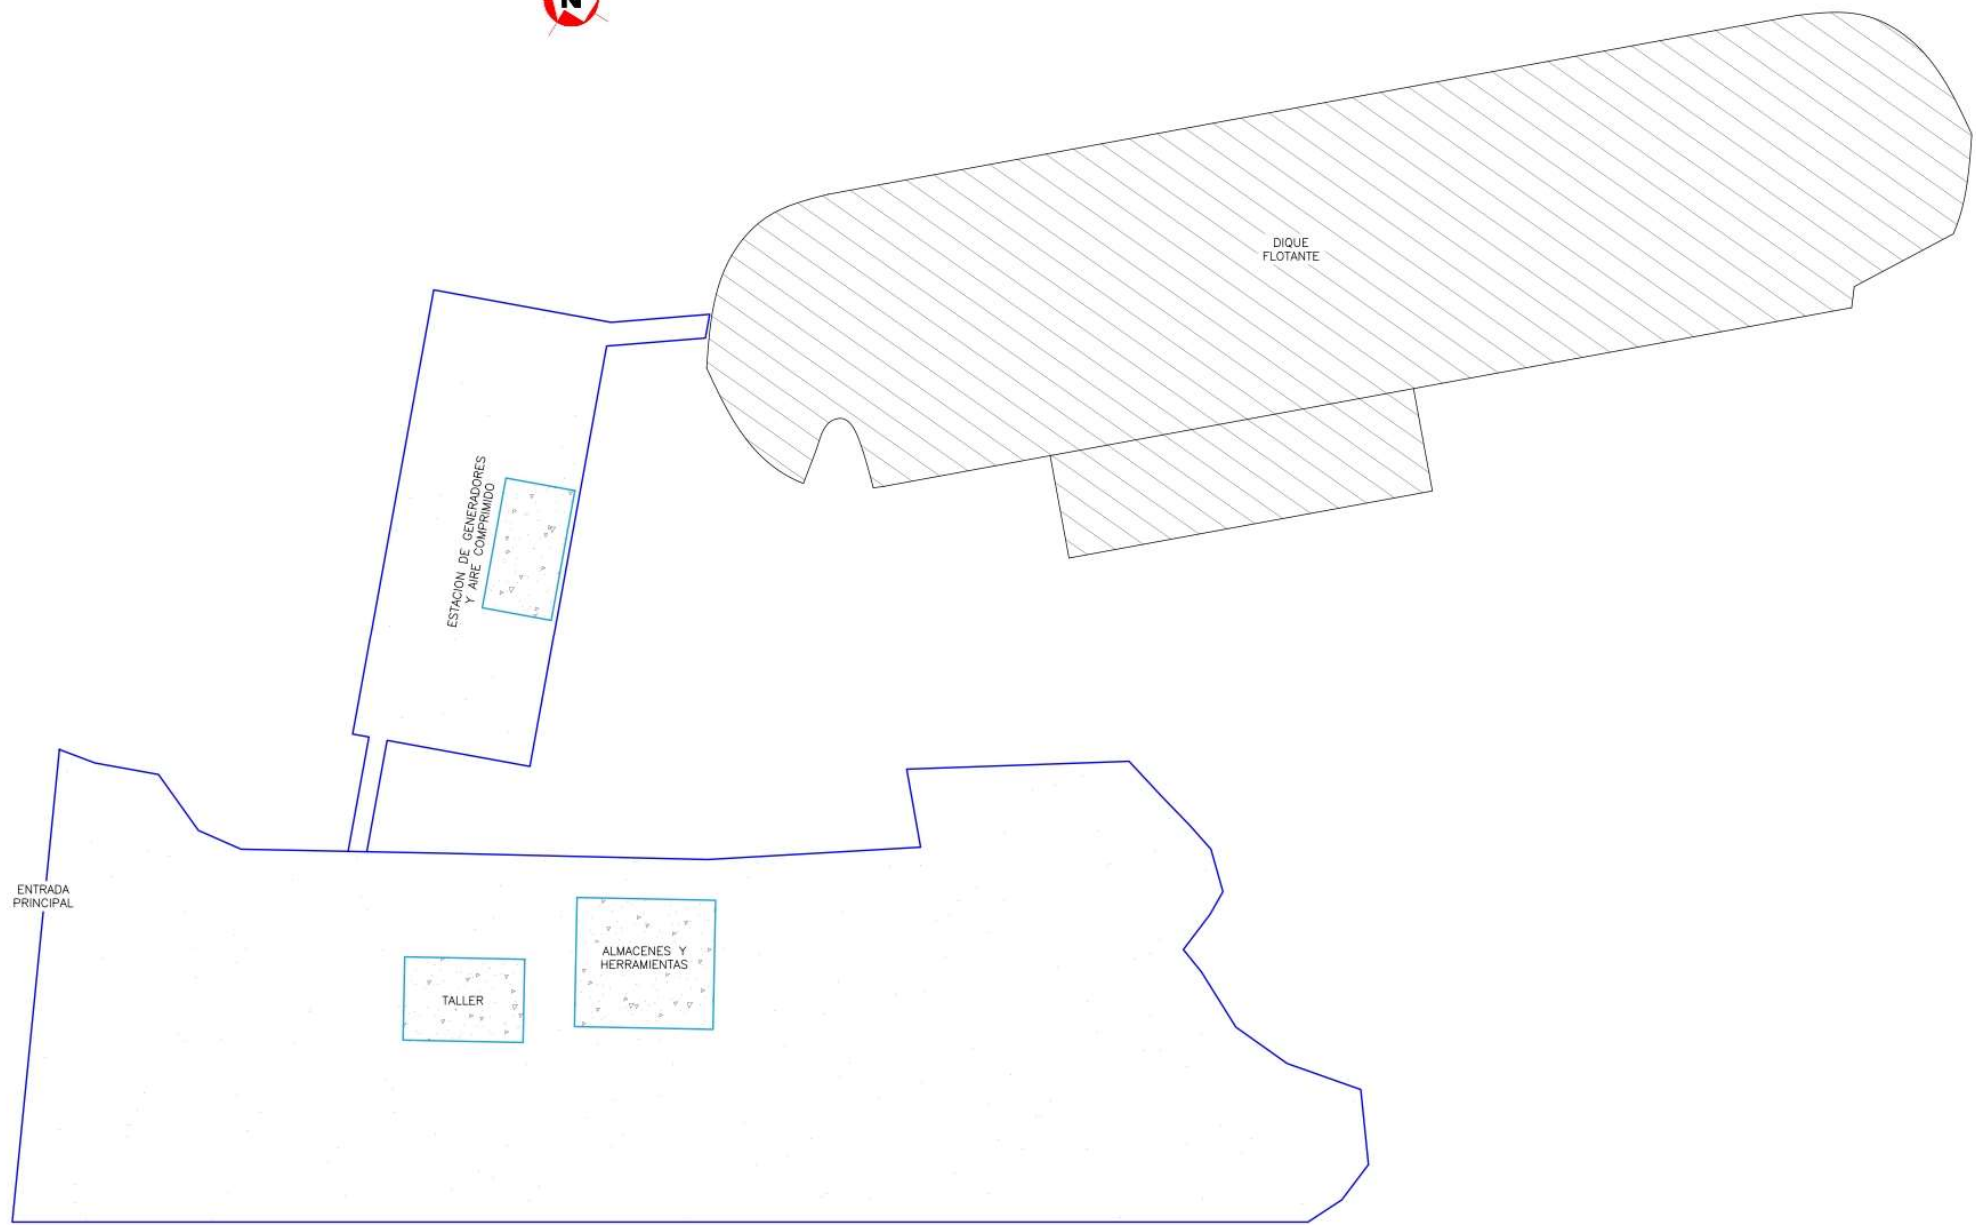 N
DIQUE
FLOTANTE
ESTACION DE GENERADORES
Y AIRE COMPRIMIDO
ENTRADA
PRINCIPAL
ALMACENES Y
HERRAMIENTAS
TALLER